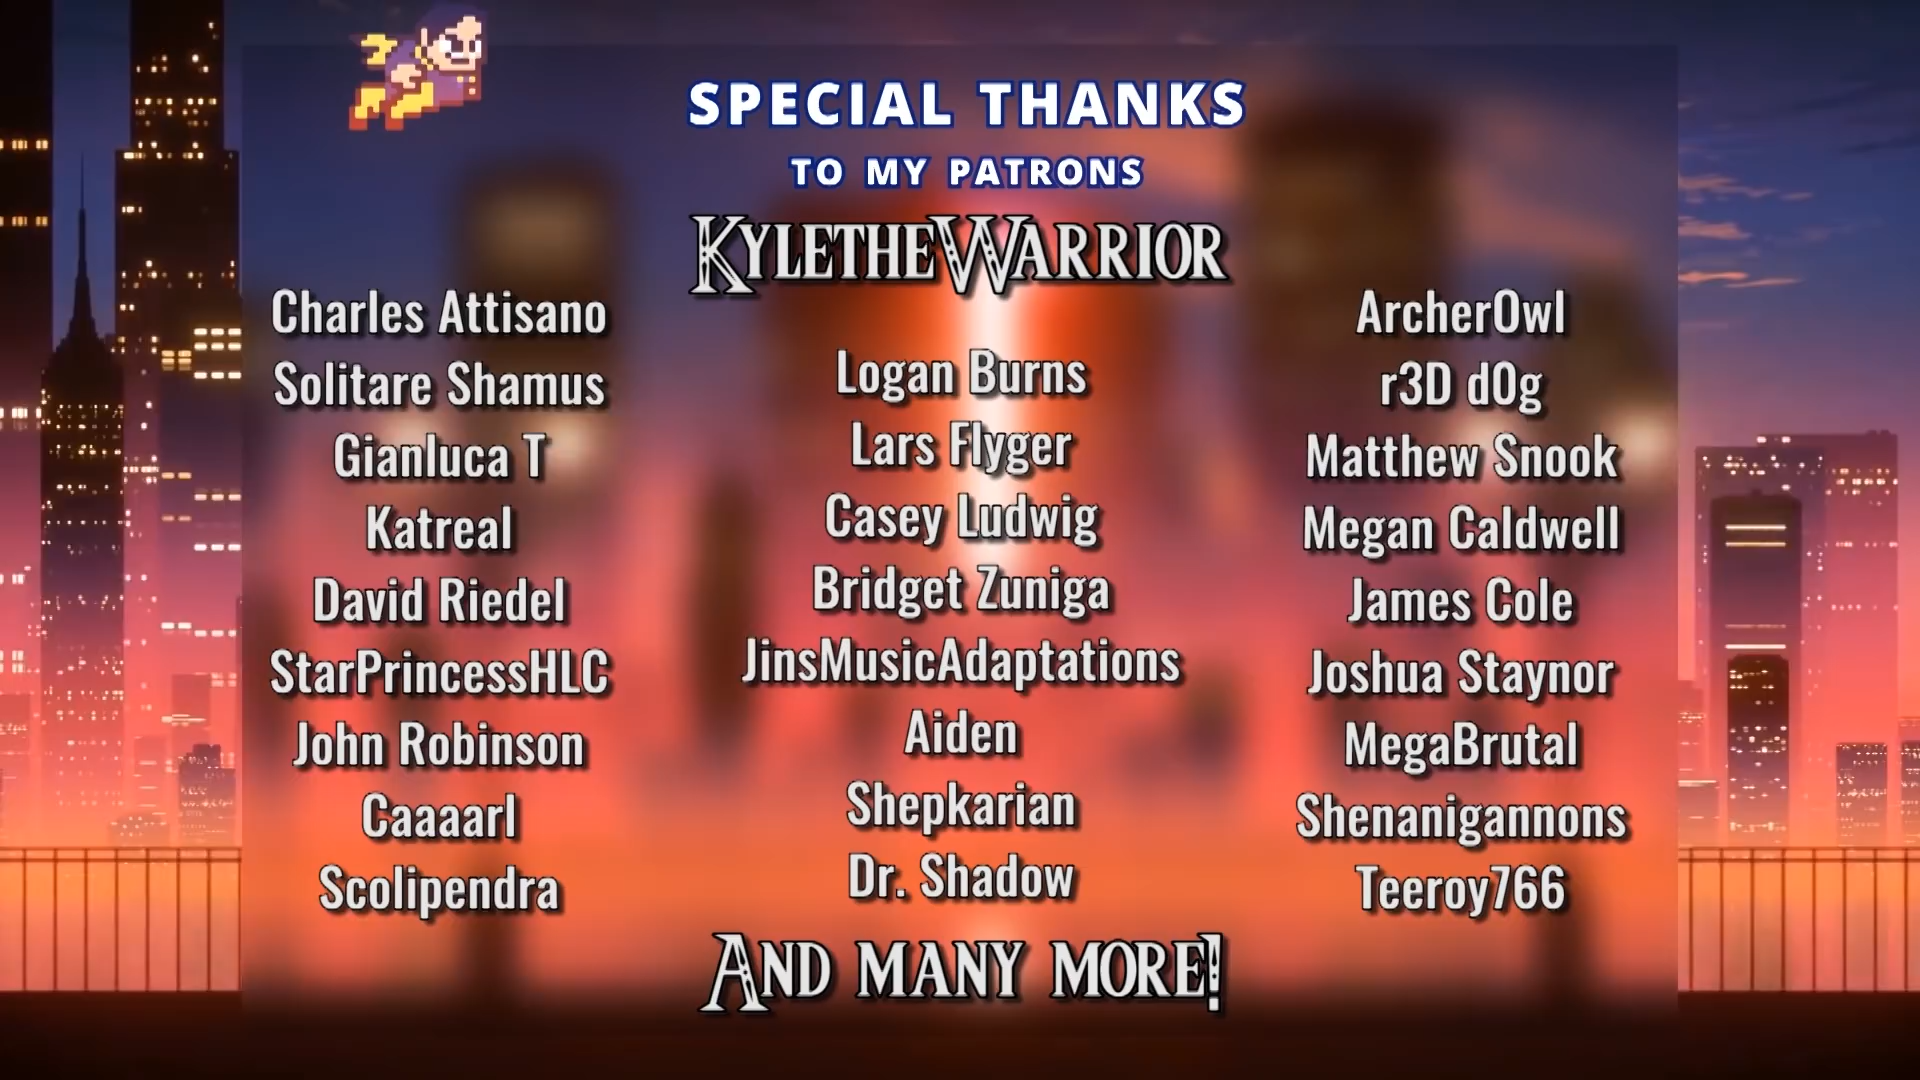 SPECIAL THANKS
TO MY PATRONS
KYLETHEWARRIOR
Charles Attisano
Solitare Shamus
Gianluca T
Katreal
David Riedel
StarPrincessHLC
John Robinson
Caaaarl
Scolipendra
Logan Burns
Lars Flyger
Casey Ludwig
Bridget Zuniga
JinsMusicAdaptations
Aiden
Shepkarian
Dr. Shadow
ArcherOwl
r3D d0g
Matthew Snook
Megan Caldwell
James Cole
Joshua Staynor
MegaBrutal
Shenanigannons
Teeroy766
AND MANY MORE!